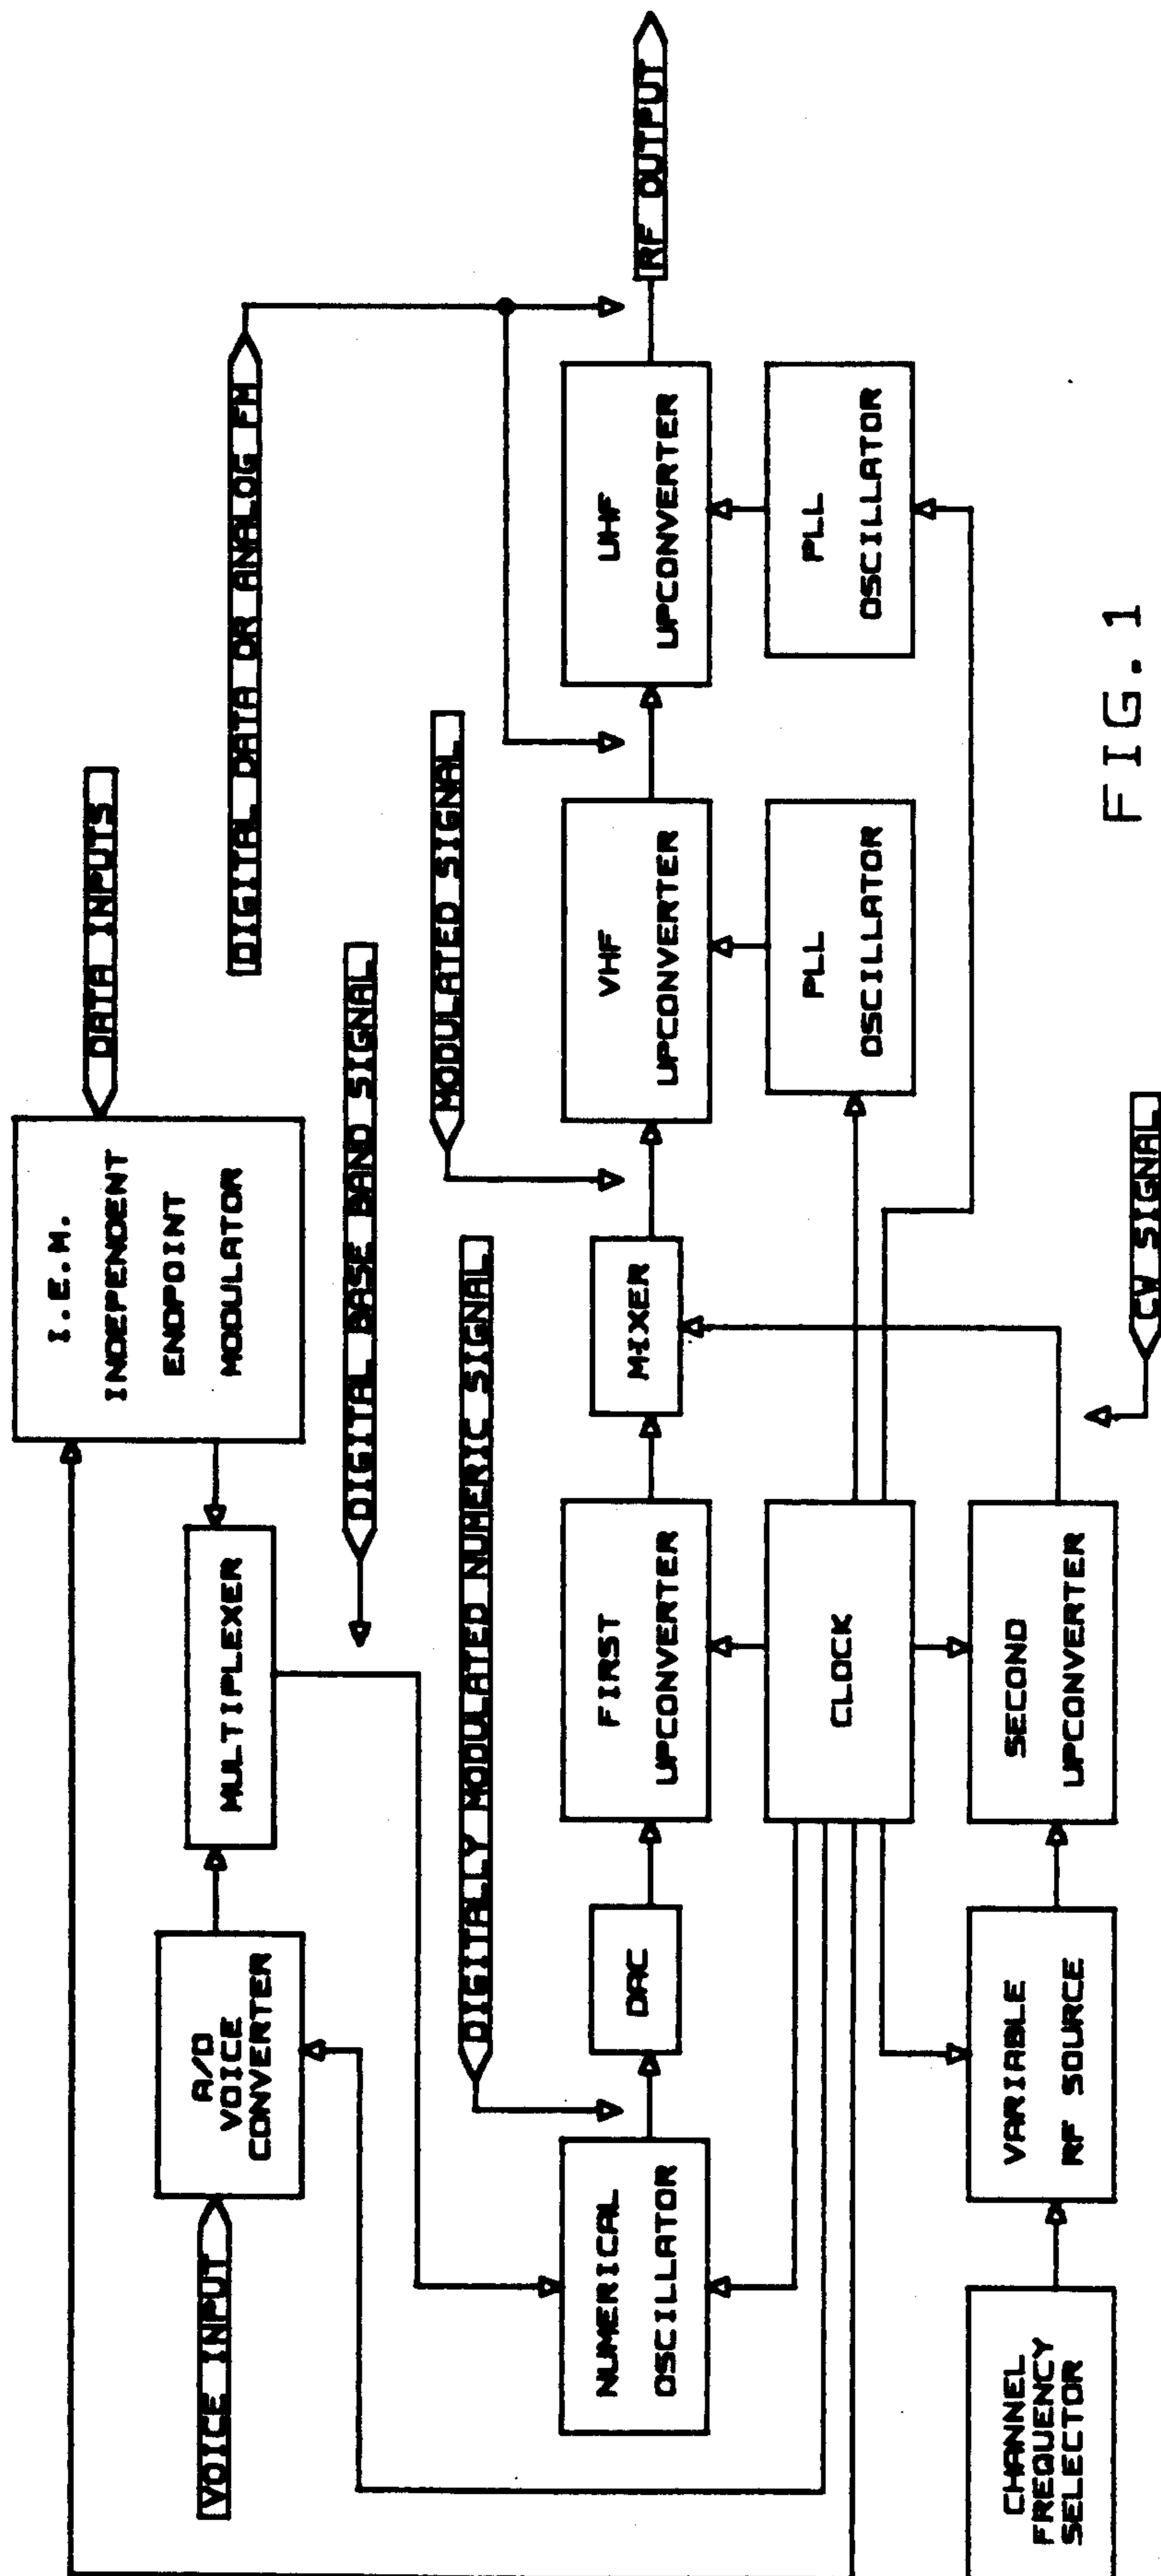 I.E.M.
INDEPENDENT
ENDPOINT
MODULATOR
DATA INPUTS
VOICE INPUT
A/D
VOICE
CONVERTER
MULTIPLEXER
DIGITAL DATA OR ANALOG FM
DIGITAL BASE BAND SIGNAL
MODULATED SIGNAL
DIGITALLY MODULATED NUMERIC SIGNAL
NUMERICAL
OSCILLATOR
DAC
FIRST
UPCONVERTER
MIXER
VHF
UPCONVERTER
UHF
UPCONVERTER
RF OUTPUT
CLOCK
PLL
OSCILLATOR
PLL
OSCILLATOR
CHANNEL
FREQUENCY
SELECTOR
VARIABLE
RF SOURCE
SECOND
UPCONVERTER
CW SIGNAL
FIG. 1